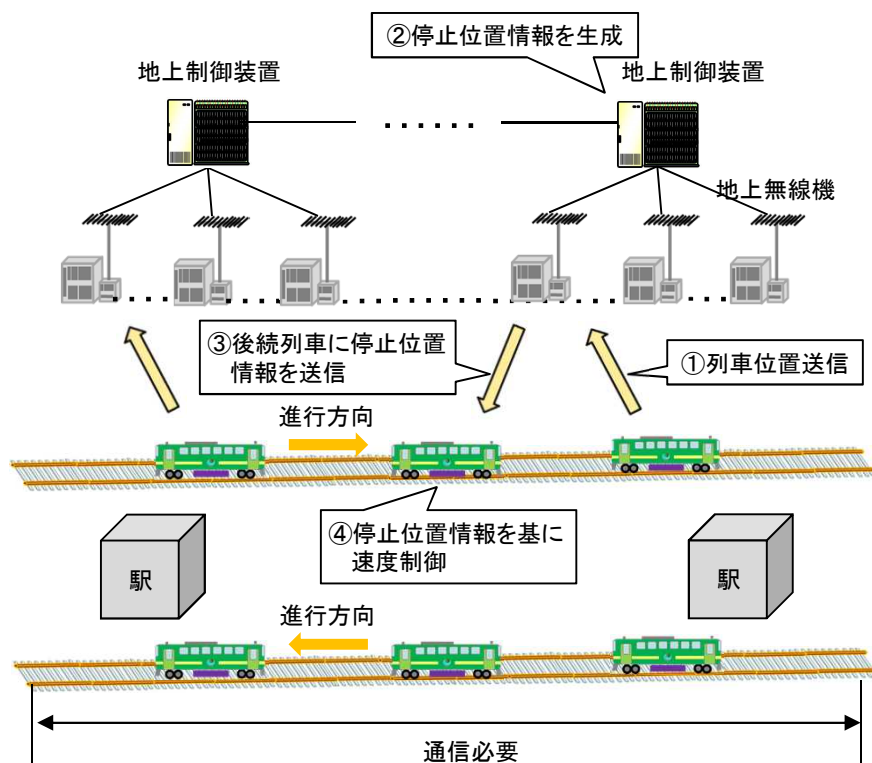 ②停止位置情報を生成
地上制御装置
地上制御装置
地上無線機
③後続列車に停止位置
情報を送信
①列車位置送信
進行方向
④停止位置情報を基に
速度制御
駅
駅
進行方向
通信必要